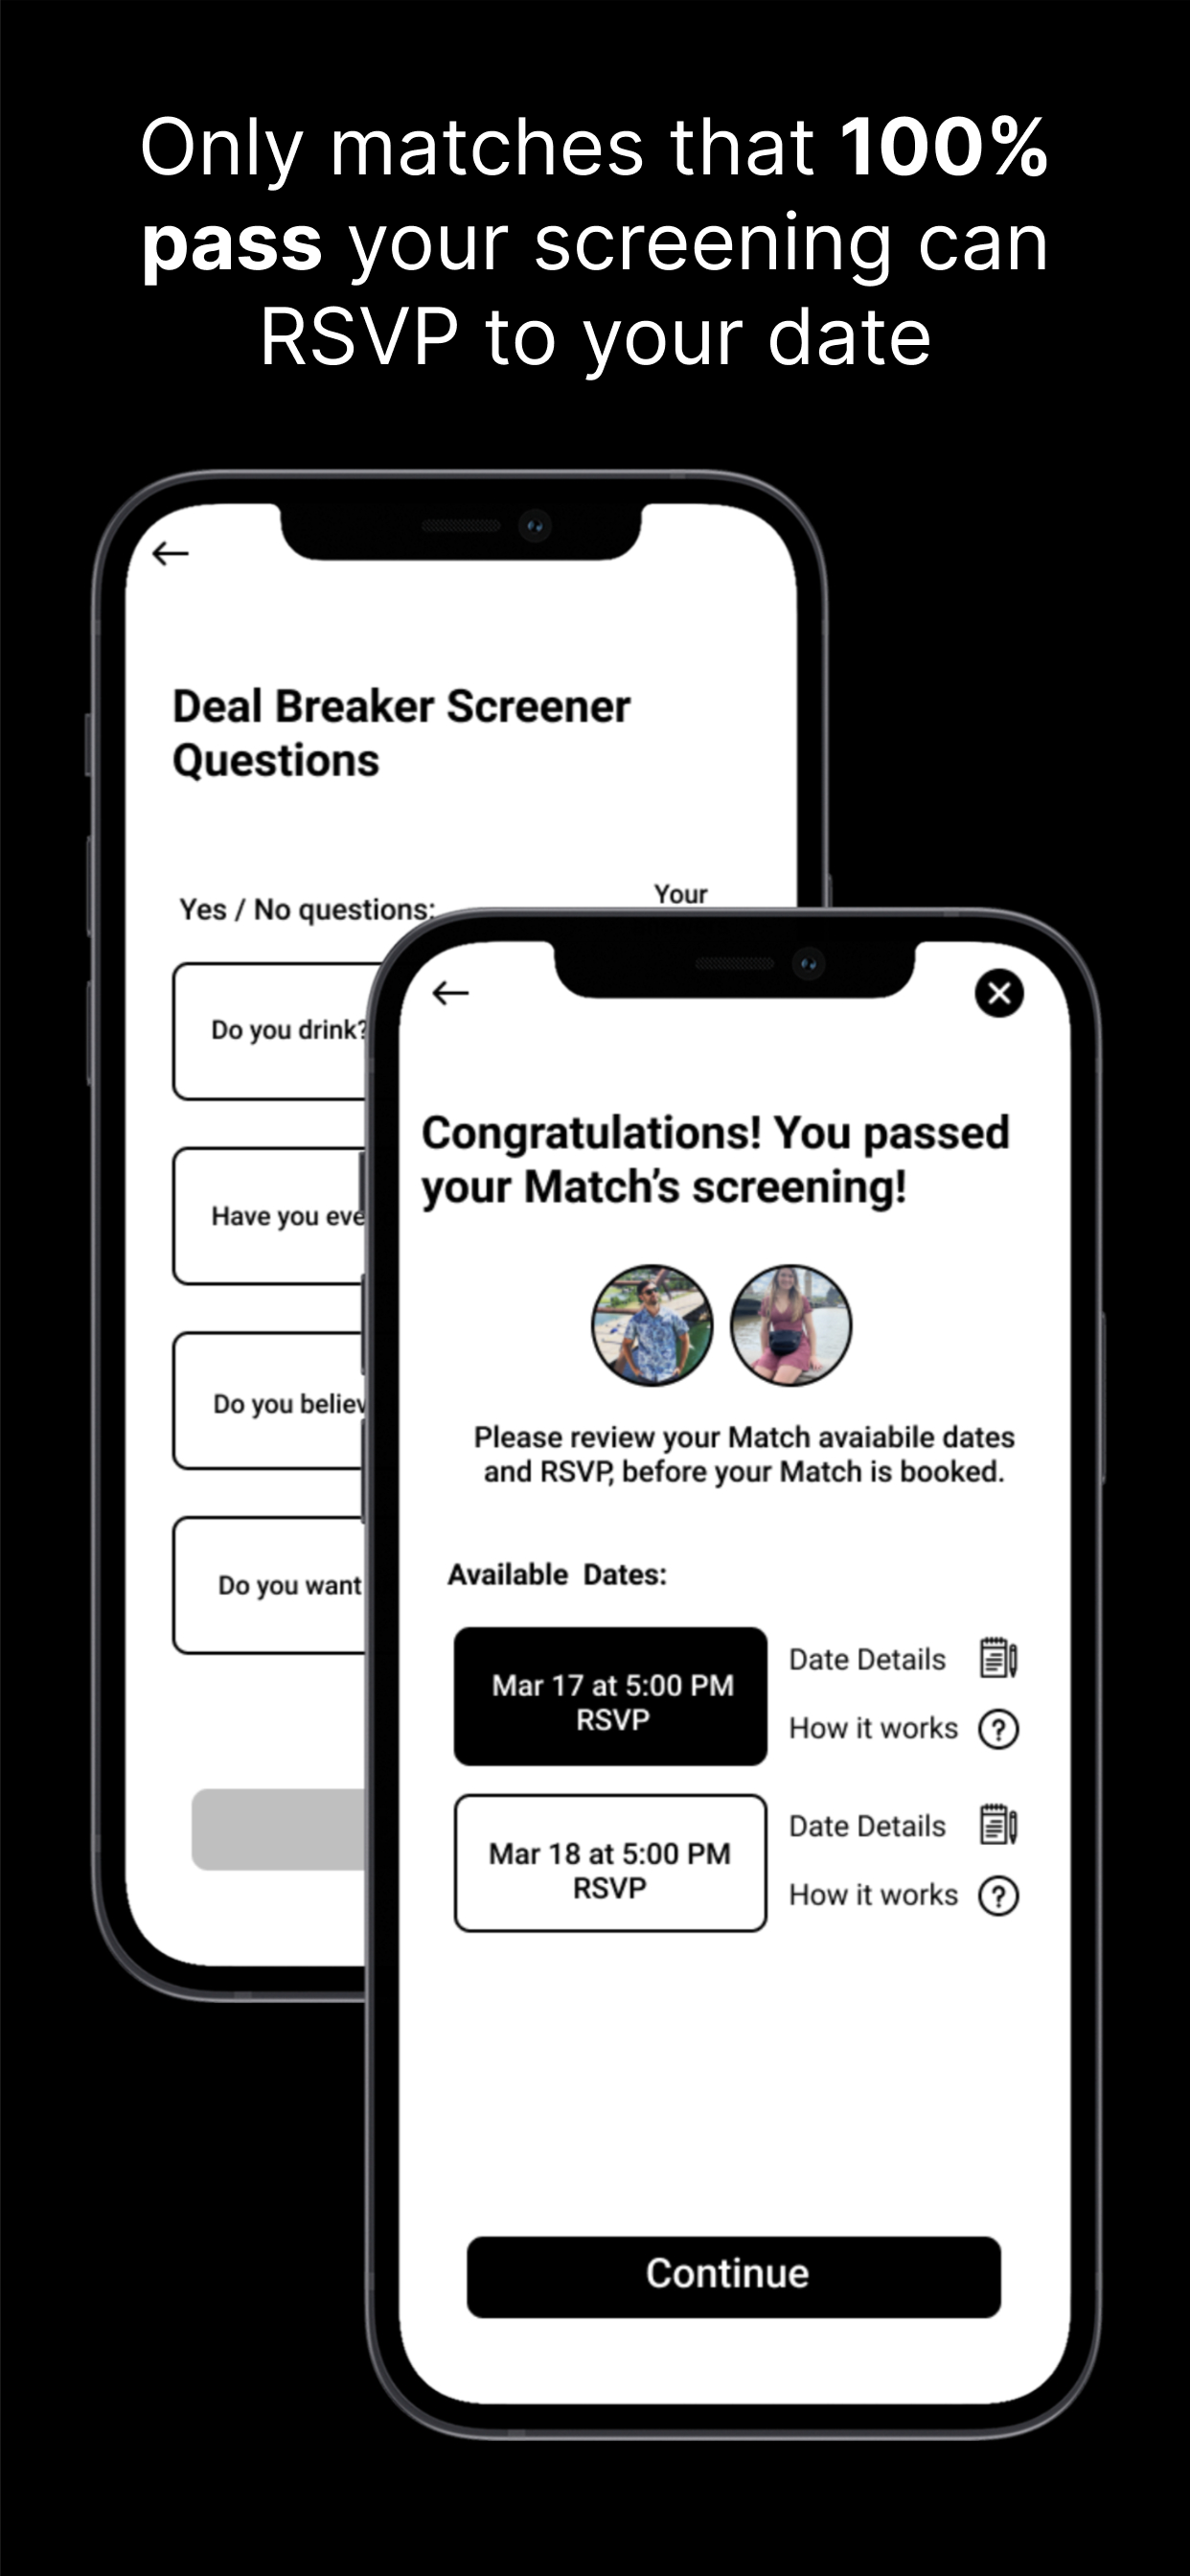 Only matches that 100%
pass your screening can
RSVP to your date
Deal Breaker Screener
Questions
Yes / No questions:
Your
Do you drink?
Have you eve
Do you believ
Do you want
Congratulations! You passed
your Match’s screening!
Please review your Match avaiabile dates
and RSVP, before your Match is booked.
Available Dates:
Mar 17 at 5:00 PM
RSVP
Date Details
How it works
Mar 18 at 5:00 PM
RSVP
Date Details
How it works
Continue